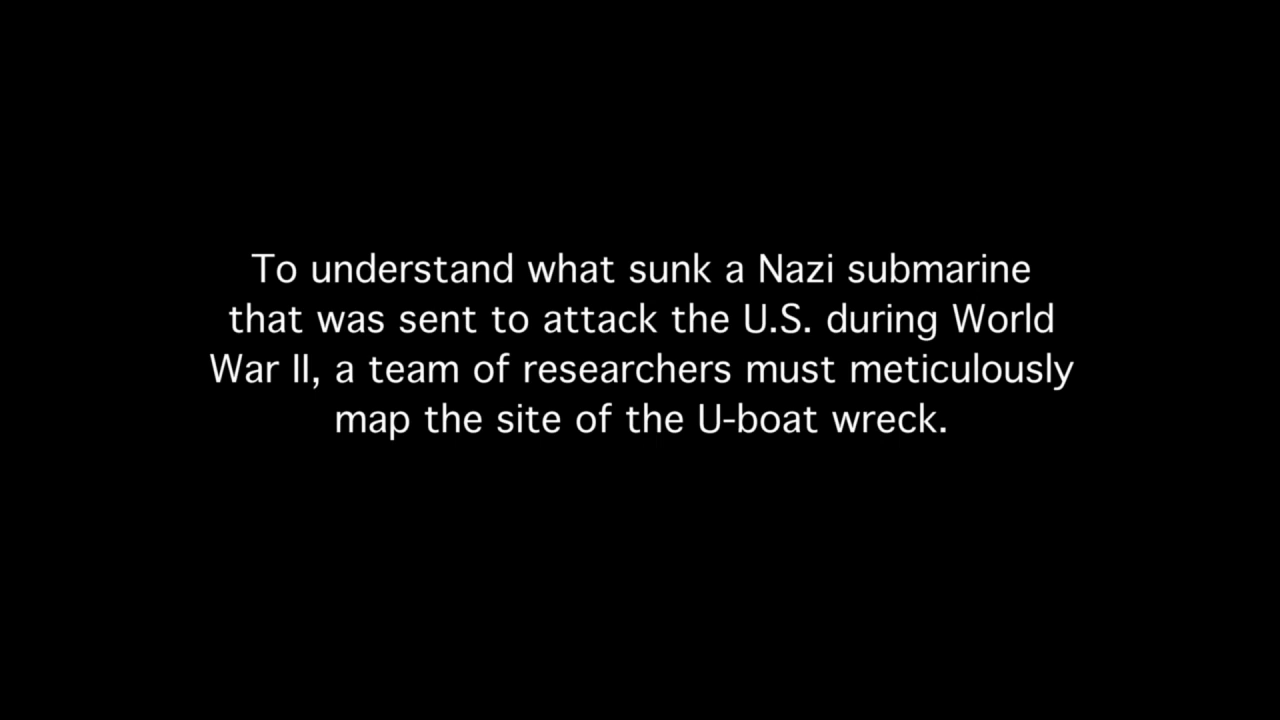 To understand what sunk a Nazi submarine
that was sent to attack the U.S. during World
War II, a team of researchers must meticulously
map the site of the U-boat wreck.